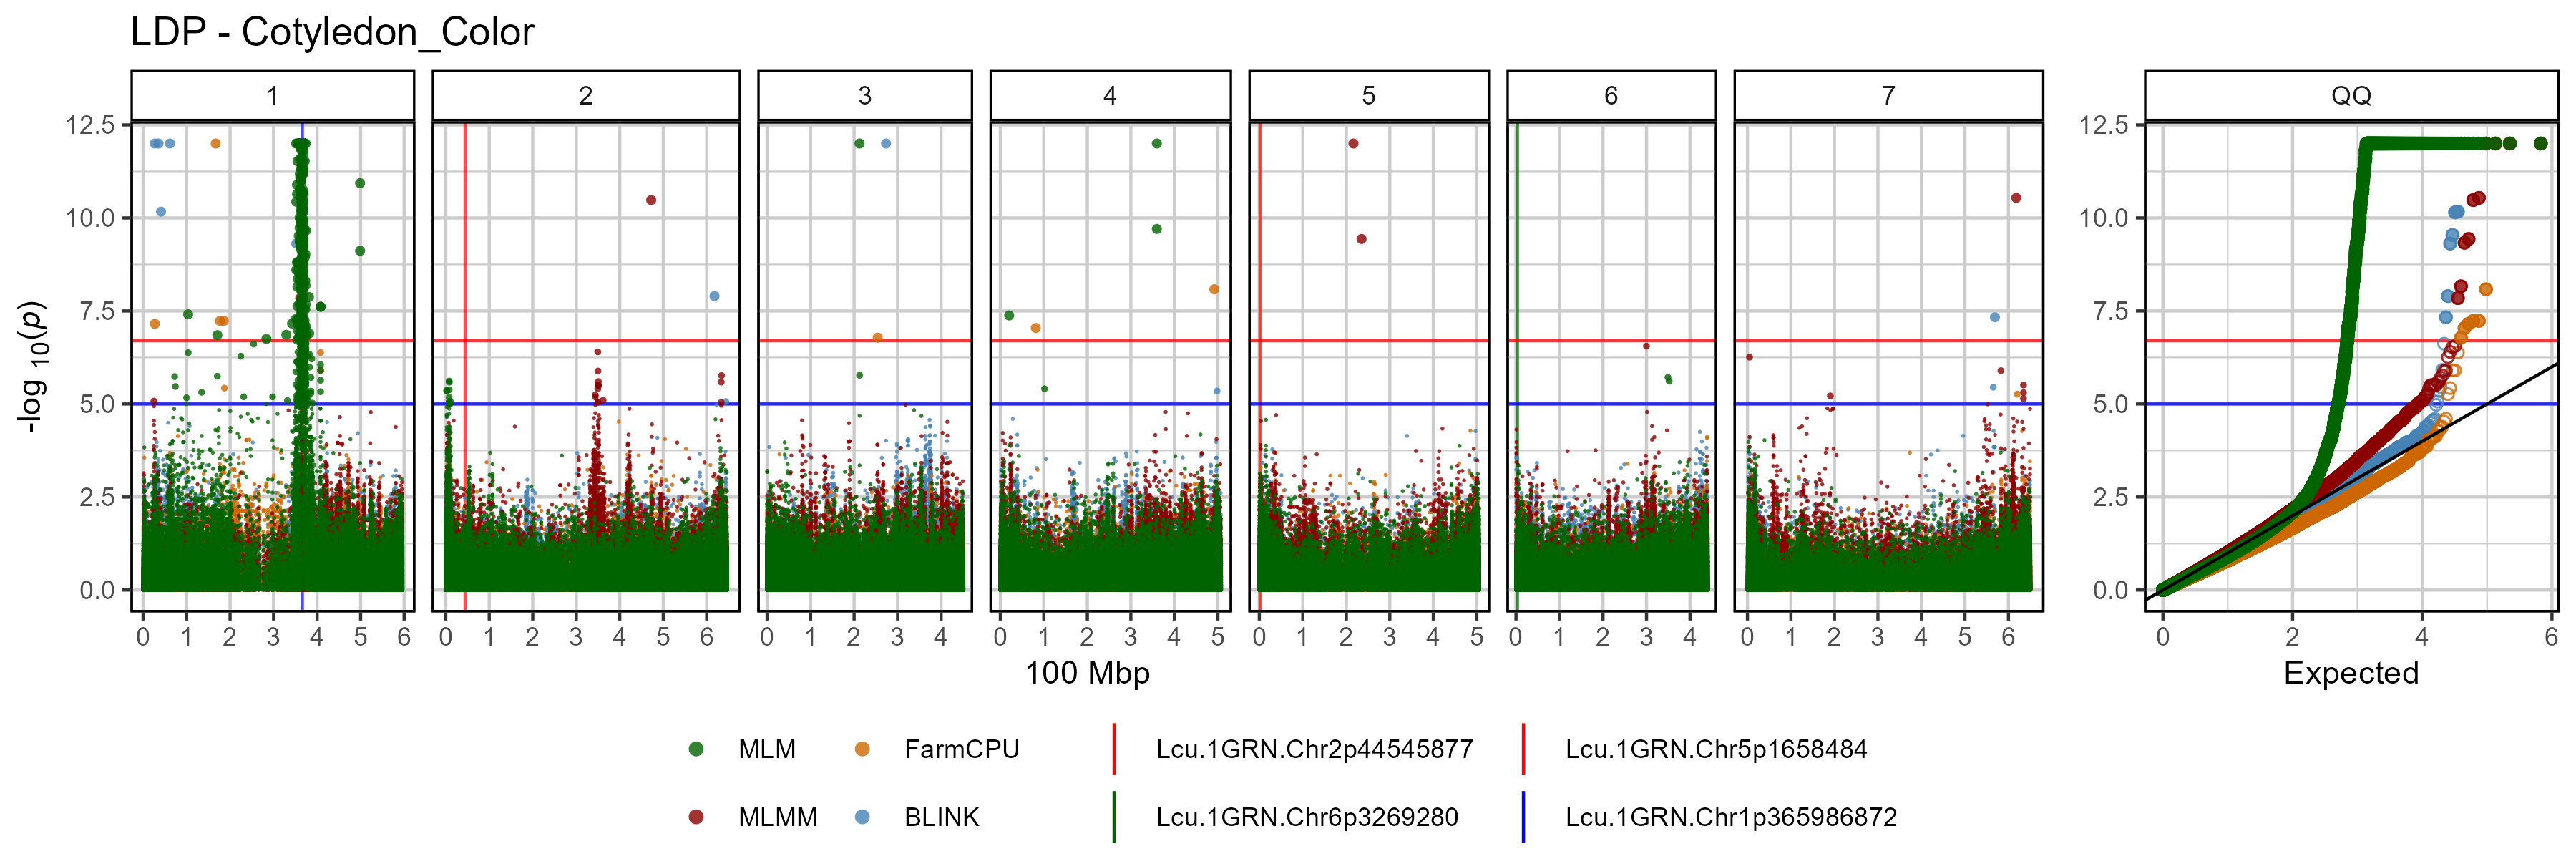 LDP - Cotyledon_Color
1 2 3 4 5 6 7 QQ
12.5 12.5
10.0 10.0
7.5 7.5
5.0 5.0
2.5 2.5
0.0 0.0
-log 10(p)
0 1 2 3 4 5 6 0 1 2 3 4 5 6 0 1 2 3 4 0 1 2 3 4 5 0 1 2 3 4 5 0 1 2 3 4 0 1 2 3 4 5 6 0 2 4 6
100 Mbp Expected
MLM FarmCPU Lcu.1GRN.Chr2p44545877 Lcu.1GRN.Chr5p1658484
MLMM BLINK Lcu.1GRN.Chr6p3269280 Lcu.1GRN.Chr1p365986872